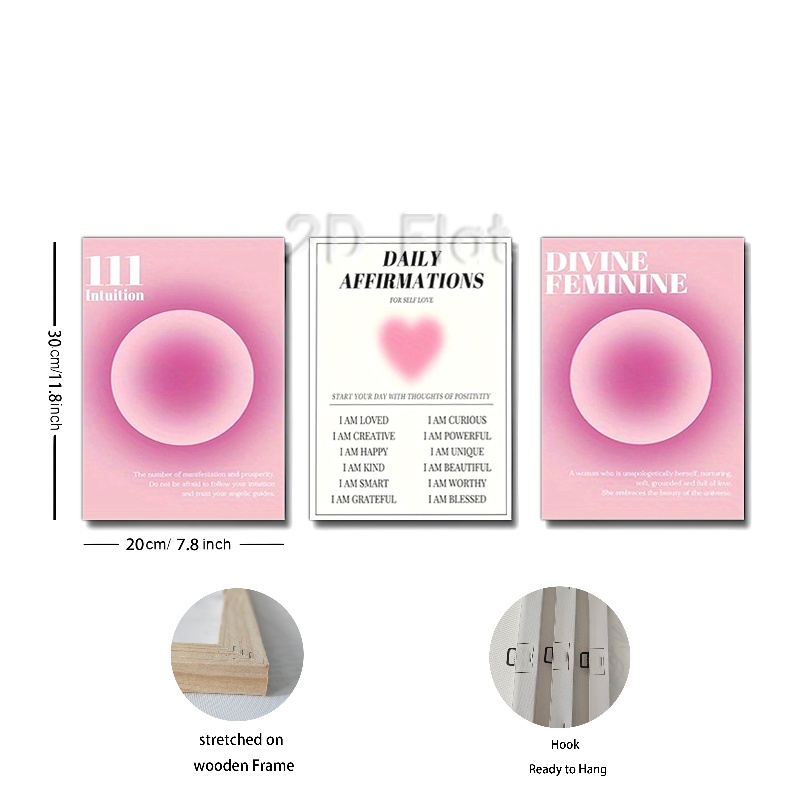 2D Flat
111
Intuition
The number of manifestation and prosperity.
Do not be afraid to follow your intuition
and trust your angelic guides.
DAILY
AFFIRMATIONS
FOR SELF LOVE
START YOUR DAY WITH THOUGHTS OF POSITIVITY
I AM LOVED
I AM CREATIVE
I AM HAPPY
I AM KIND
I AM SMART
I AM GRATEFUL
I AM CURIOUS
I AM POWERFUL
I AM UNIQUE
I AM BEAUTIFUL
I AM WORTHY
I AM BLESSED
DIVINE
FEMININE
A woman who is unapologetically herself, nurturing,
soft, grounded and full of love.
She embraces the beauty of the universe.
30cm/11.8inch
20cm/ 7.8 inch
stretched on
wooden Frame
Hook
Ready to Hang